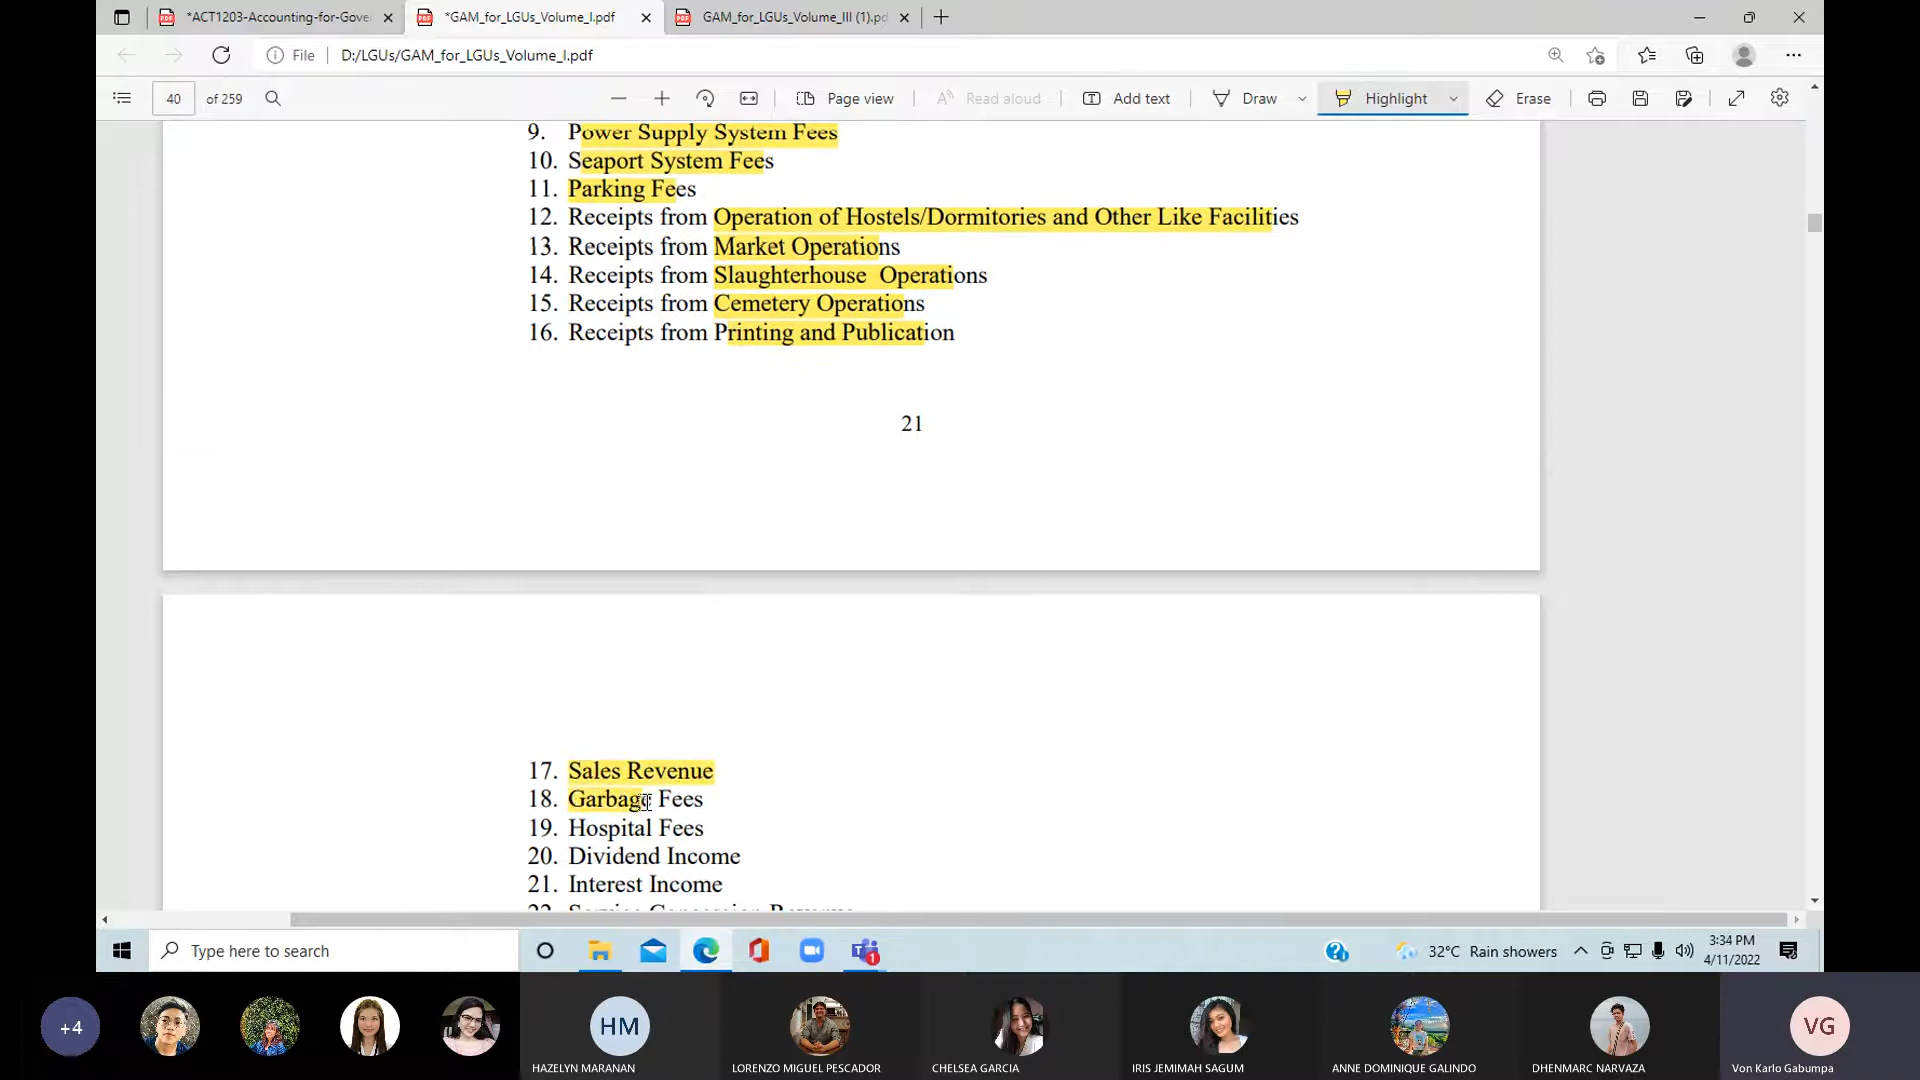 *ACT1203-Accounting-for-Gove
*GAM_for_LGUs_Volume_I.pdf
GAM_for_LGUs_Volume_III (1).pd
File
D:/LGUs/GAM_for_LGUs_Volume_I.pdf
40 of 259
Page view
Read aloud
Add text
Draw
Highlight
Erase
9. Power Supply System Fees
10. Seaport System Fees
11. Parking Fees
12. Receipts from Operation of Hostels/Dormitories and Other Like Facilities
13. Receipts from Market Operations
14. Receipts from Slaughterhouse Operations
15. Receipts from Cemetery Operations
16. Receipts from Printing and Publication
21
17. Sales Revenue
18. Garbage Fees
19. Hospital Fees
20. Dividend Income
21. Interest Income
22. Service Concession Revenue
Type here to search
1
32°C Rain showers
3:34 PM
4/11/2022
+4
HM
VG
HAZELYN MARANAN
LORENZO MIGUEL PESCADOR
CHELSEA GARCIA
IRIS JEMIMAH SAGUM
ANNE DOMINIQUE GALINDO
DHENMARC NARVAZA
Von Karlo Gabumpa